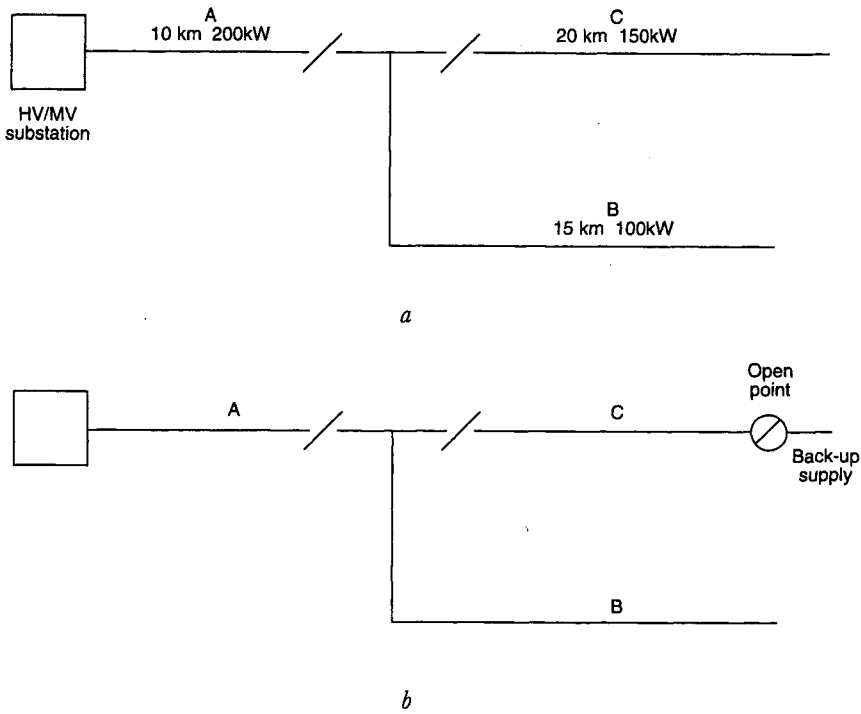 A
10 km 200kW
C
20 km 150kW
HV/MV
substation
B
15 km 100kW
a
A
C
Open
point
Back-up
supply
B
b